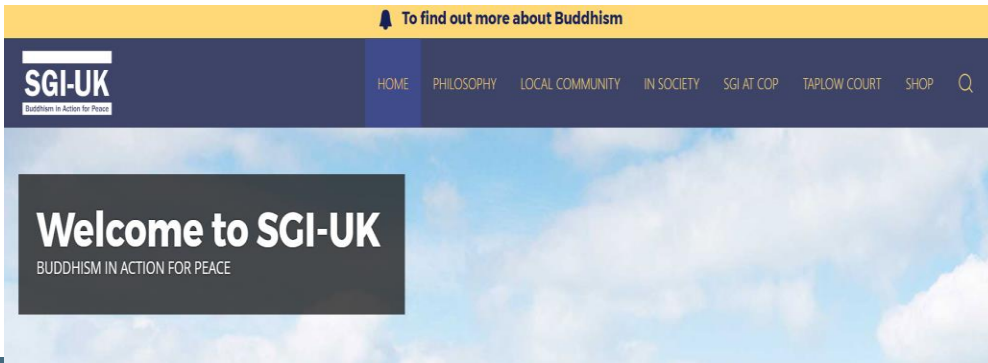 To find out more about Buddhism
SGI-UK
Buddhism in Action for Peace
HOME PHILOSOPHY LOCAL COMMUNITY IN SOCIETY SGI AT COP TAPLOW COURT SHOP
Welcome to SGI-UK
BUDDHISM IN ACTION FOR PEACE